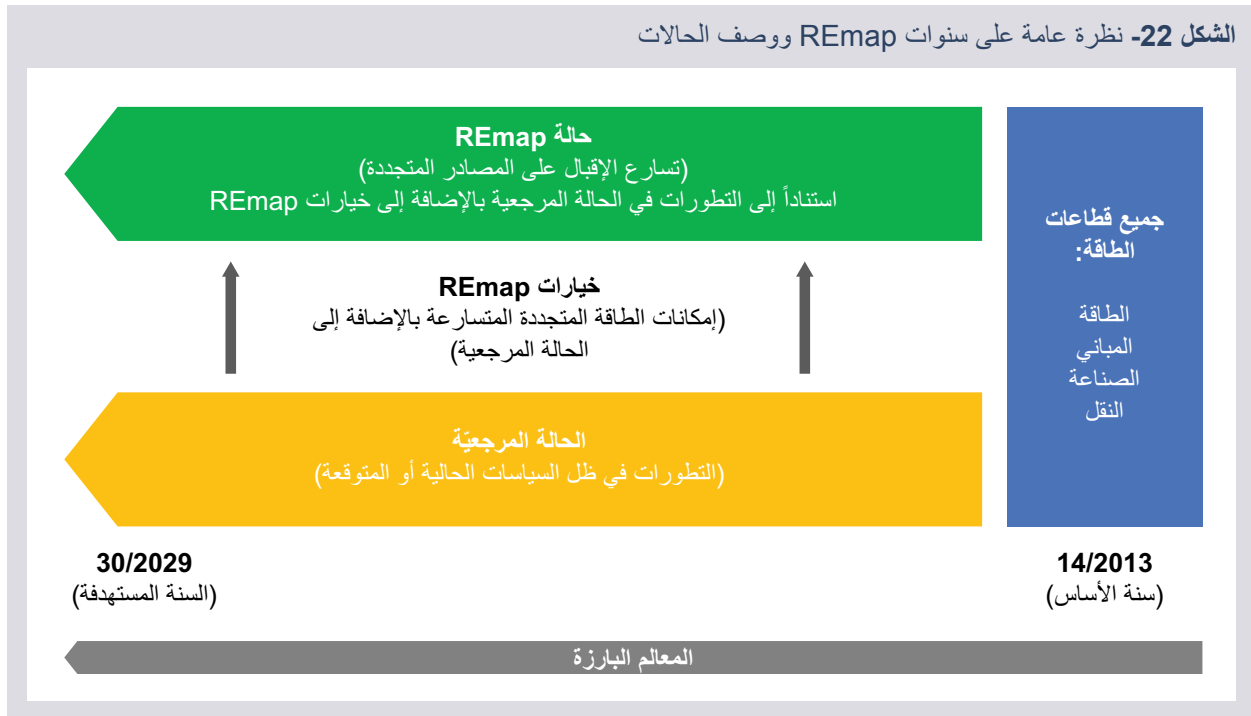 الشكل 22- نظرة عامة على سنوات REmap ووصف الحالات
جميع قطاعات
الطاقة:
الطاقة
المباني
الصناعة
النقل
حالة REmap
(تسارع الإقبال على المصادر المتجددة)
استناداً إلى التطورات في الحالة المرجعية بالإضافة إلى خيارات REmap
خيارات REmap
(إمكانات الطاقة المتجددة المتسارعة بالإضافة إلى
الحالة المرجعية)
الحالة المرجعيّة
(التطورات في ظل السياسات الحالية أو المتوقعة)
14/2013
(سنة الأساس)
30/2029
(السنة المستهدفة)
المعالم البارزة